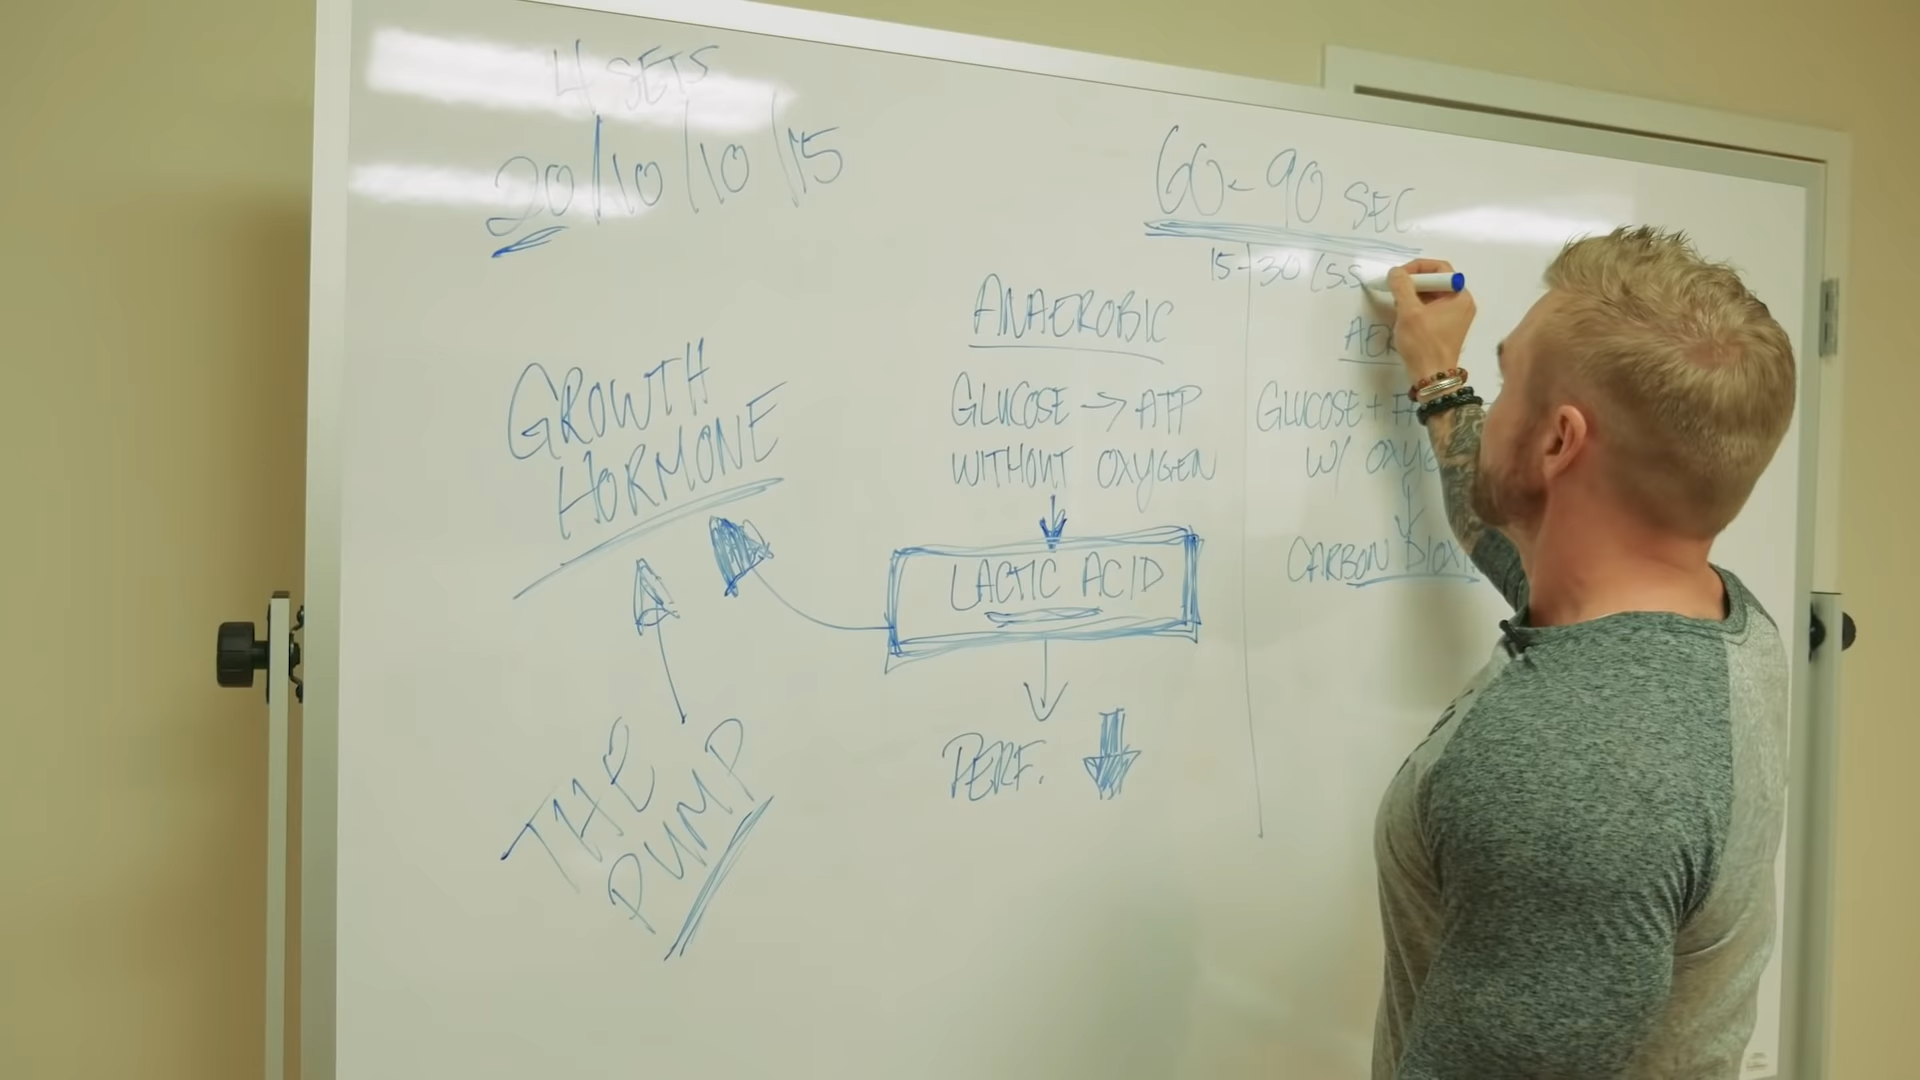 4 SETS
20/10/10/15
60-90 SEC.
15-30 (SS
ANAEROBIC
GLUCOSE → ATP
WITHOUT OXYGEN
LACTIC ACID
PERF.
GLUCOSE +
W/
CARBON
GROWTH
HORMONE
THE
PUMP